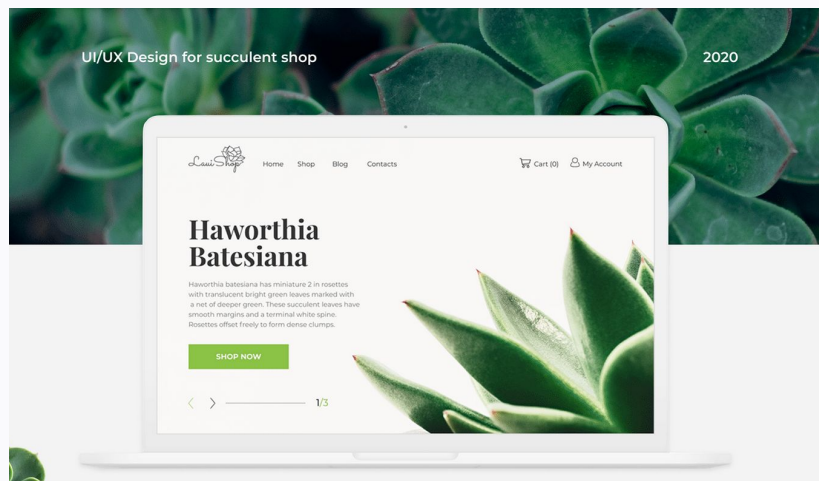 UI/UX Design for succulent shop
2020
Laui Shop
Home
Shop
Blog
Contacts
Cart (0)
My Account
Haworthia
Batesiana
Haworthia batesiana has miniature 2 in rosettes
with translucent bright green leaves marked with
a net of deeper green. These succulent leaves have
smooth margins and a terminal white spine.
Rosettes offset freely to form dense clumps.
SHOP NOW
1/3